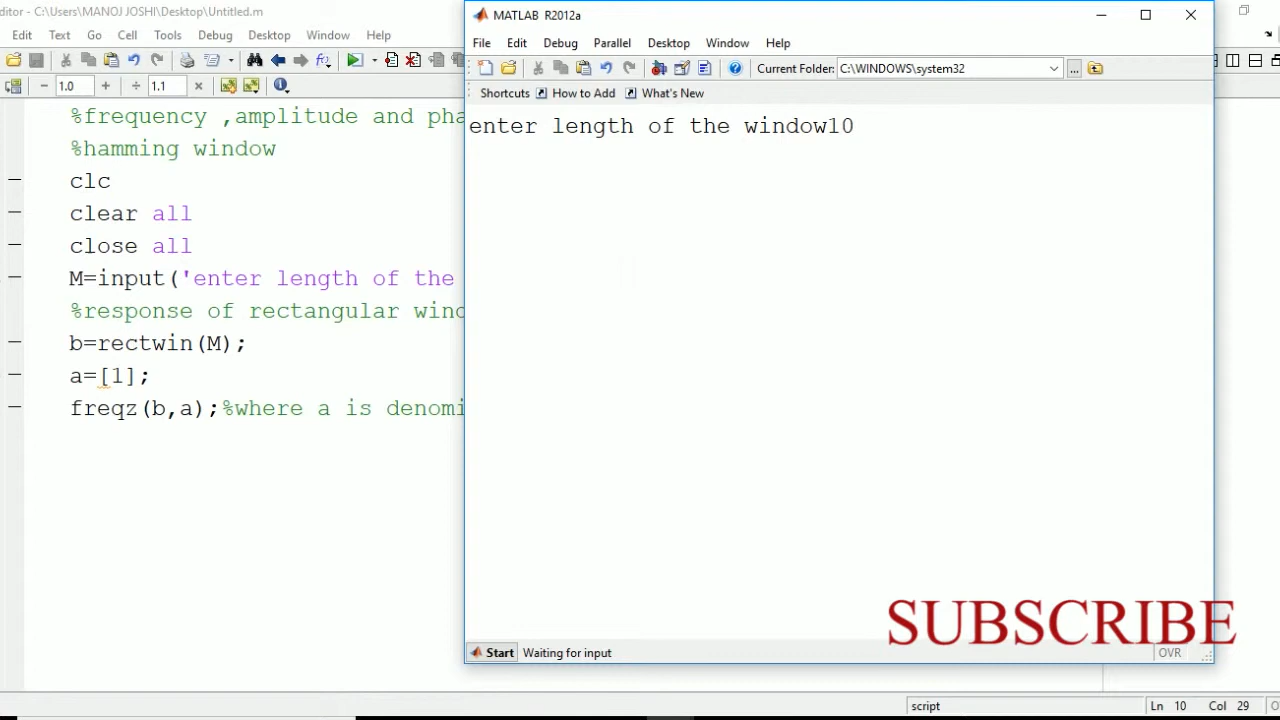 ditor - C:\Users\MANOJ JOSHI\Desktop\Untitled.m
Edit Text Go Cell Tools Debug Desktop Window Help
1.0 1.1
%frequency ,amplitude and pha
%hamming window
clc
clear all
close all
M=input('enter length of the
%response of rectangular wind
b=rectwin(M);
a=[1];
freqz(b,a);%where a is denomi
MATLAB R2012a
File Edit Debug Parallel Desktop Window Help
Current Folder: C:\WINDOWS\system32
Shortcuts How to Add What's New
enter length of the window10
SUBSCRIBE
Start Waiting for input OVR
script Ln 10 Col 29